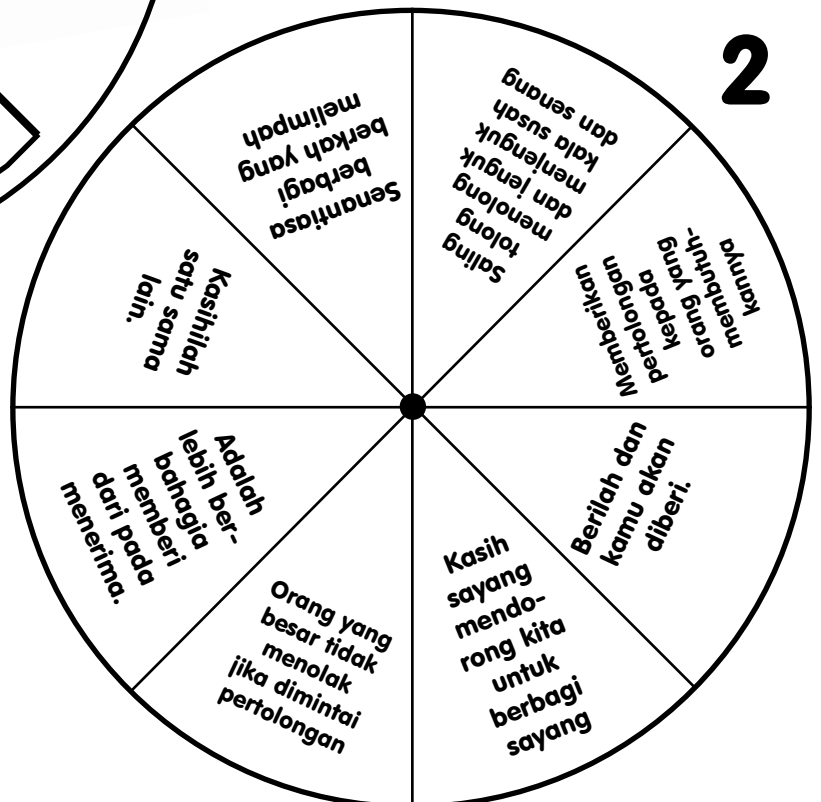 2
Saling
tolong
menolong
dan jenguk
menjenguk
kala susah
dan senang
Memberikan
pertolongan
kepada
orang yang
membutuh-
kannya
Berilah dan
kamu akan
diberi.
Kasih
sayang
mendo-
rong kita
untuk
berbagi
sayang
Orang yang
besar tidak
menolak
jika dimintai
pertolongan
Adalah
lebih ber-
bahagia
memberi
dari pada
menerima.
Kasihilah
satu sama
lain.
Senantiasa
berbagi
berkah yang
melimpah